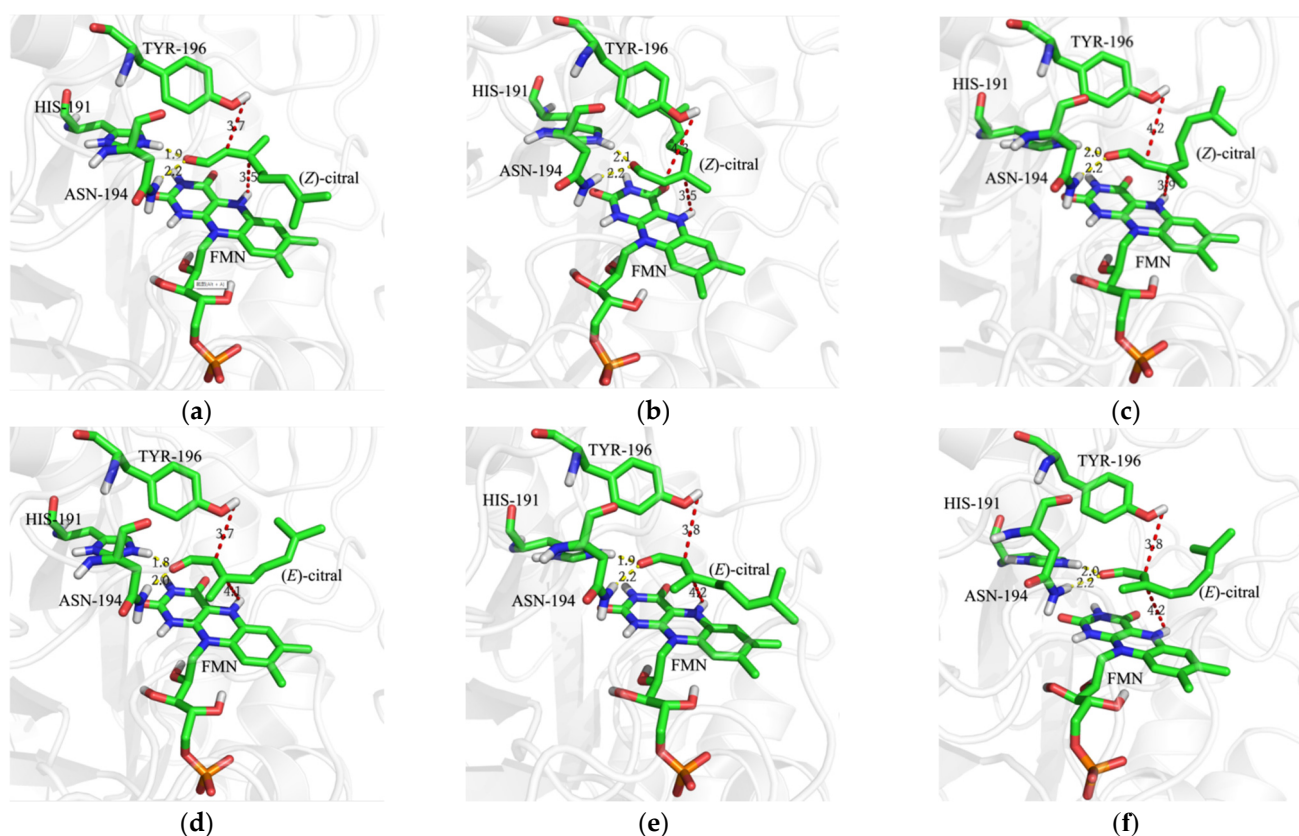 TYR-196
HIS-191
3.7
1.9
2.2
3.5
(Z)-citral
ASN-194
FMN
(a)
TYR-196
HIS-191
2.1
2.2
3.5
(Z)-citral
ASN-194
FMN
(b)
TYR-196
HIS-191
4.2
2.0
2.2
3.9
(Z)-citral
ASN-194
FMN
(c)
TYR-196
HIS-191
3.7
1.8
2.0
4.1
(E)-citral
ASN-194
FMN
(d)
TYR-196
HIS-191
3.8
1.9
2.2
4.2
(E)-citral
ASN-194
FMN
(e)
TYR-196
HIS-191
3.8
2.0
2.2
4.2
(E)-citral
ASN-194
FMN
(f)